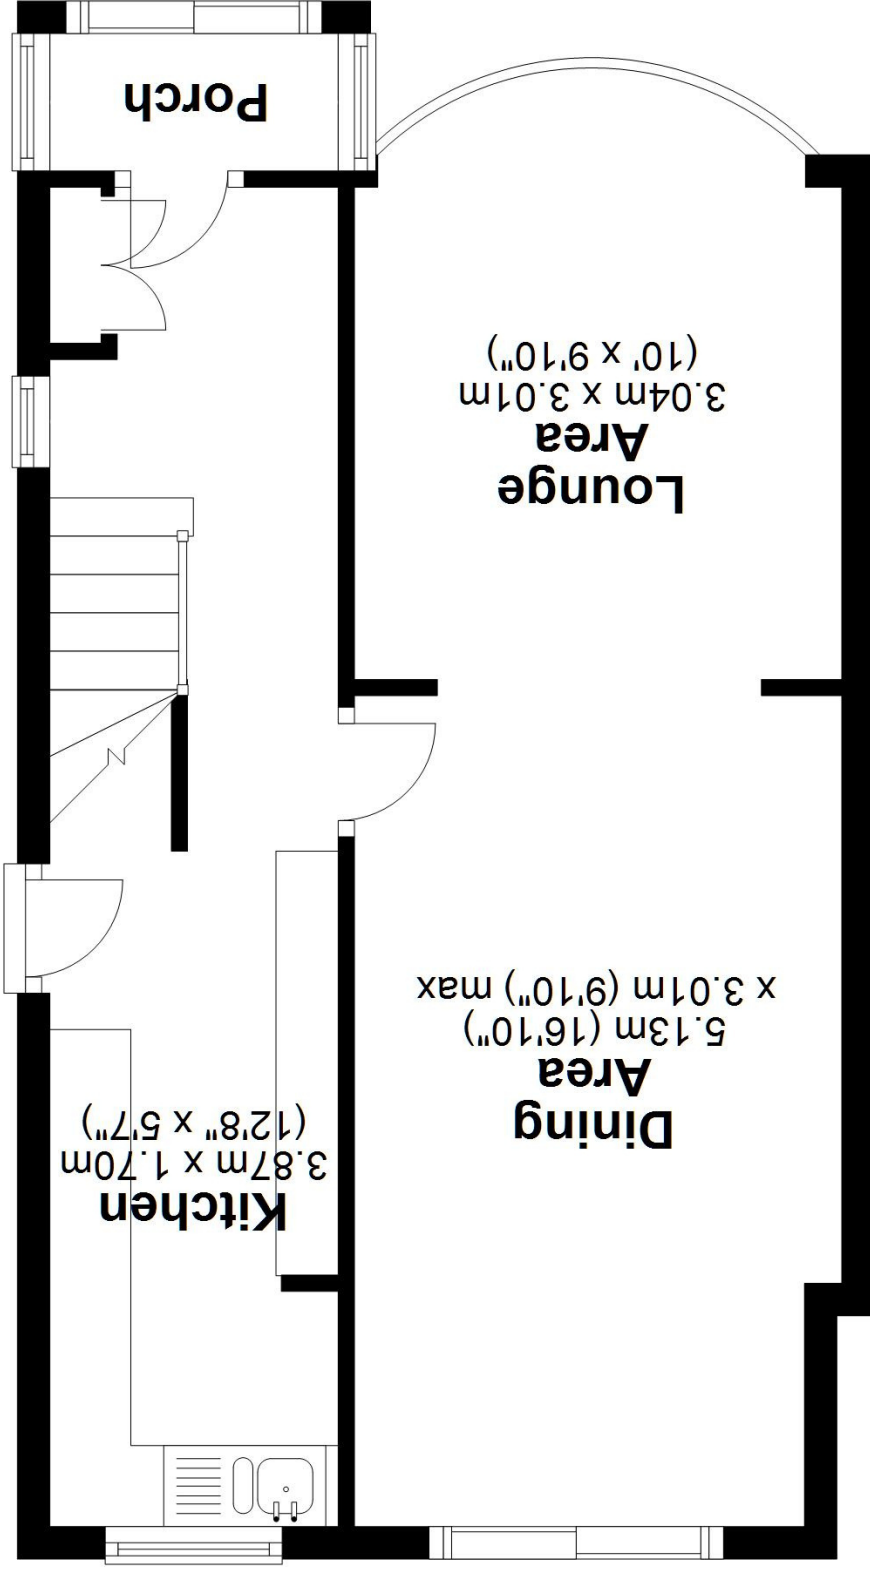 Kitchen
3.87m x 1.70m
(12'8" x 5'7")
Dining
Area
5.13m (16'10")
x 3.01m (9'10") max
Lounge
Area
3.04m x 3.01m
(10' x 9'10")
Porch